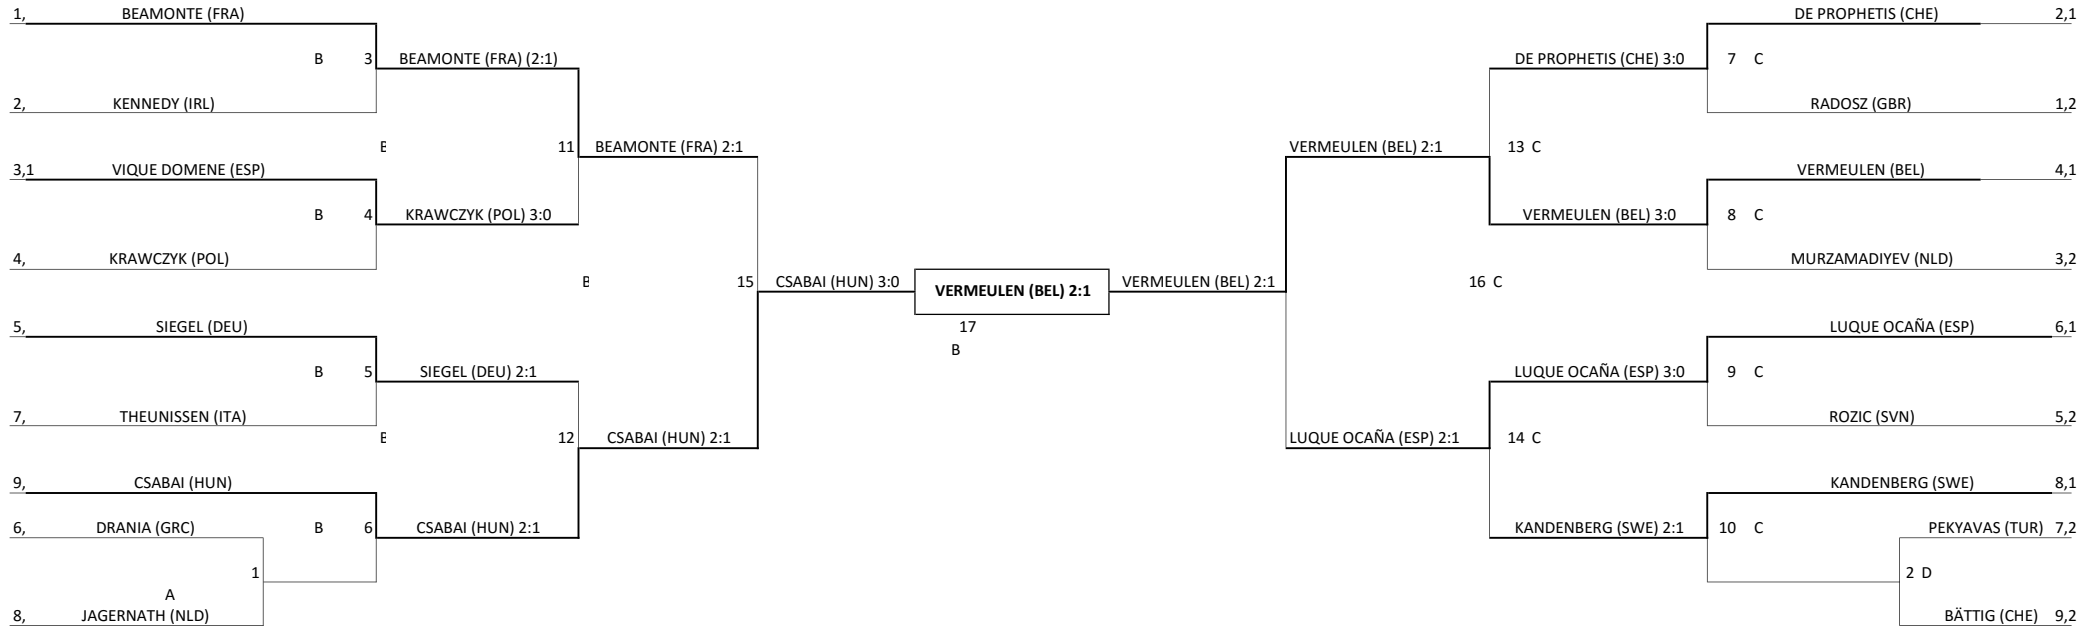 1, BEAMONTE (FRA) DE PROPHETIS (CHE) 2,1
B 3 BEAMONTE (FRA) (2:1) DE PROPHETIS (CHE) 3:0 7 C
2, KENNEDY (IRL) RADOSZ (GBR) 1,2
B 11 BEAMONTE (FRA) 2:1 VERMEULEN (BEL) 2:1 13 C
3,1 VIQUE DOMENE (ESP) VERMEULEN (BEL) 4,1
B 4 KRAWCZYK (POL) 3:0 VERMEULEN (BEL) 3:0 8 C
4, KRAWCZYK (POL) MURZAMADIYEV (NLD) 3,2
B 15 CSABAI (HUN) 3:0 VERMEULEN (BEL) 2:1 VERMEULEN (BEL) 2:1 16 C
17
5, SIEGEL (DEU) LUQUE OCAÑA (ESP) 6,1
B
B 5 SIEGEL (DEU) 2:1 LUQUE OCAÑA (ESP) 3:0 9 C
7, THEUNISSEN (ITA) ROZIC (SVN) 5,2
B 12 CSABAI (HUN) 2:1 LUQUE OCAÑA (ESP) 2:1 14 C
9, CSABAI (HUN) KANDENBERG (SWE) 8,1
6, DRANIA (GRC) B 6 CSABAI (HUN) 2:1 KANDENBERG (SWE) 2:1 10 C PEKYAVAS (TUR) 7,2
1 2 D
A
8, JAGERNATH (NLD) BÄTTIG (CHE) 9,2